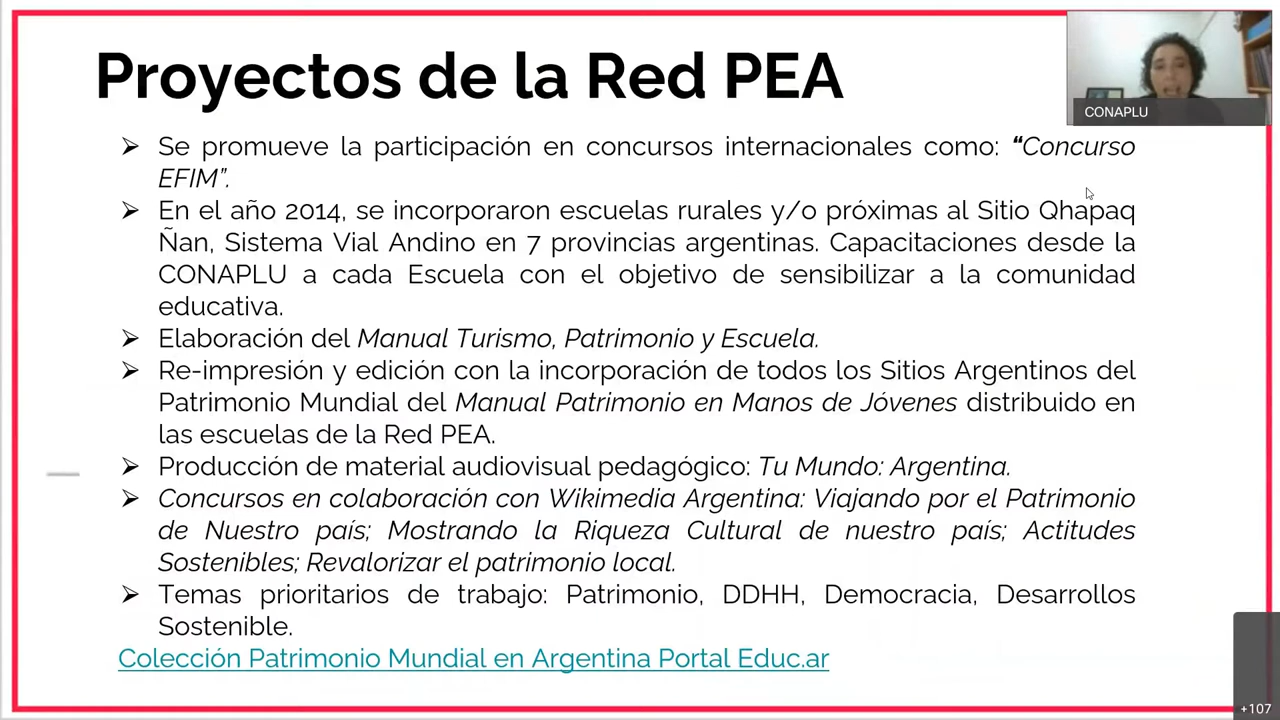 Proyectos de la Red PEA
CONAPLU
➢ Se promueve la participación en concursos internacionales como: “Concurso
EFIM”.
➢ En el año 2014, se incorporaron escuelas rurales y/o próximas al Sitio Qhapaq
Ñan, Sistema Vial Andino en 7 provincias argentinas. Capacitaciones desde la
CONAPLU a cada Escuela con el objetivo de sensibilizar a la comunidad
educativa.
➢ Elaboración del Manual Turismo, Patrimonio y Escuela.
➢ Re-impresión y edición con la incorporación de todos los Sitios Argentinos del
Patrimonio Mundial del Manual Patrimonio en Manos de Jóvenes distribuido en
las escuelas de la Red PEA.
➢ Producción de material audiovisual pedagógico: Tu Mundo: Argentina.
➢ Concursos en colaboración con Wikimedia Argentina: Viajando por el Patrimonio
de Nuestro país; Mostrando la Riqueza Cultural de nuestro país; Actitudes
Sostenibles; Revalorizar el patrimonio local.
➢ Temas prioritarios de trabajo: Patrimonio, DDHH, Democracia, Desarrollos
Sostenible.
Colección Patrimonio Mundial en Argentina Portal Educ.ar
+107